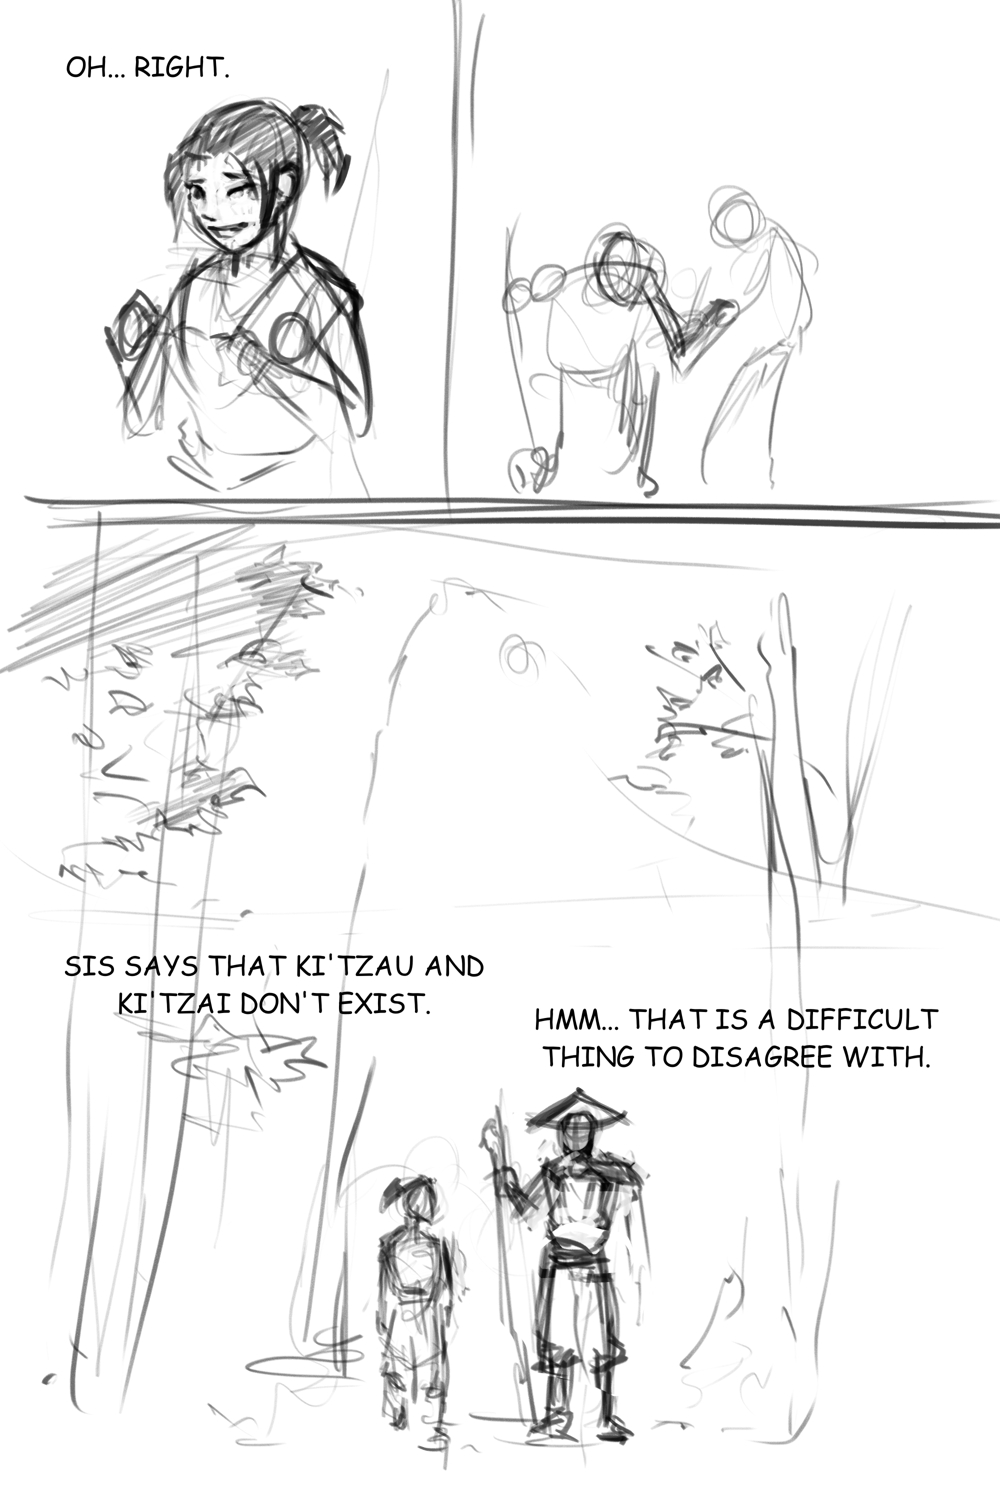 OH... RIGHT.
SIS SAYS THAT KI'TZAU AND
KI'TZAI DON'T EXIST.
HMM... THAT IS A DIFFICULT
THING TO DISAGREE WITH.